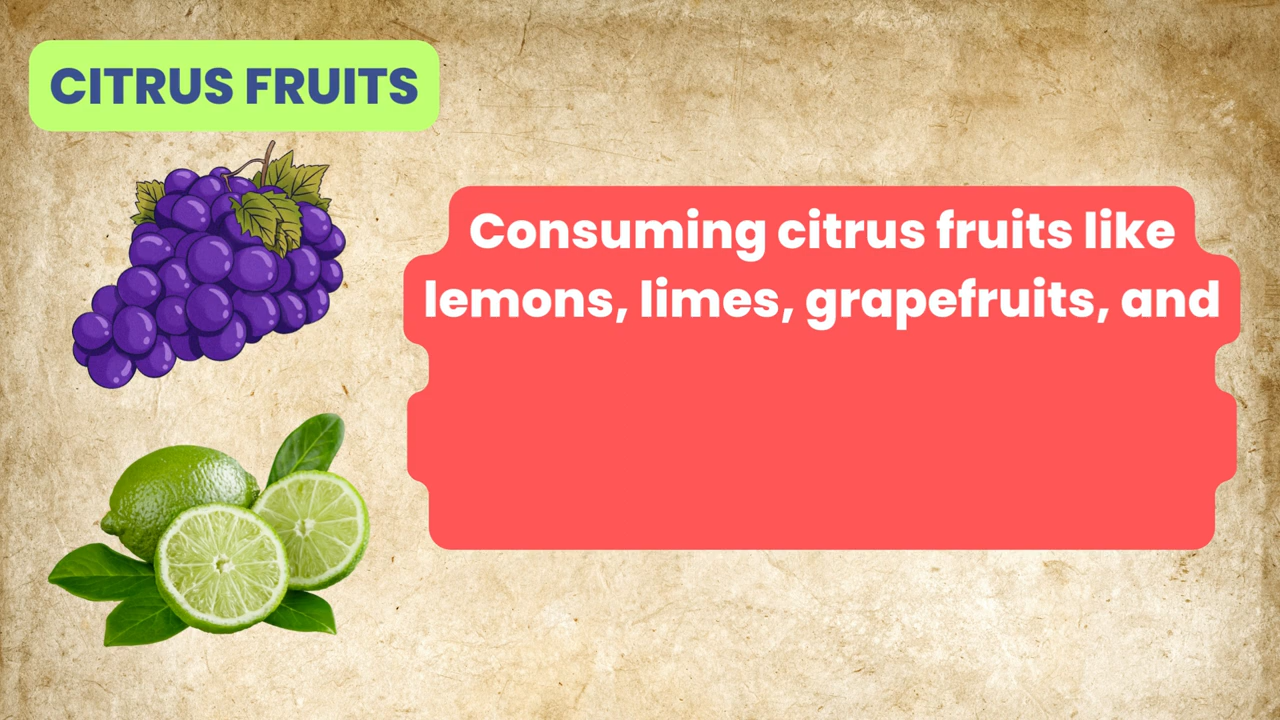 CITRUS FRUITS
Consuming citrus fruits like
lemons, limes, grapefruits, and